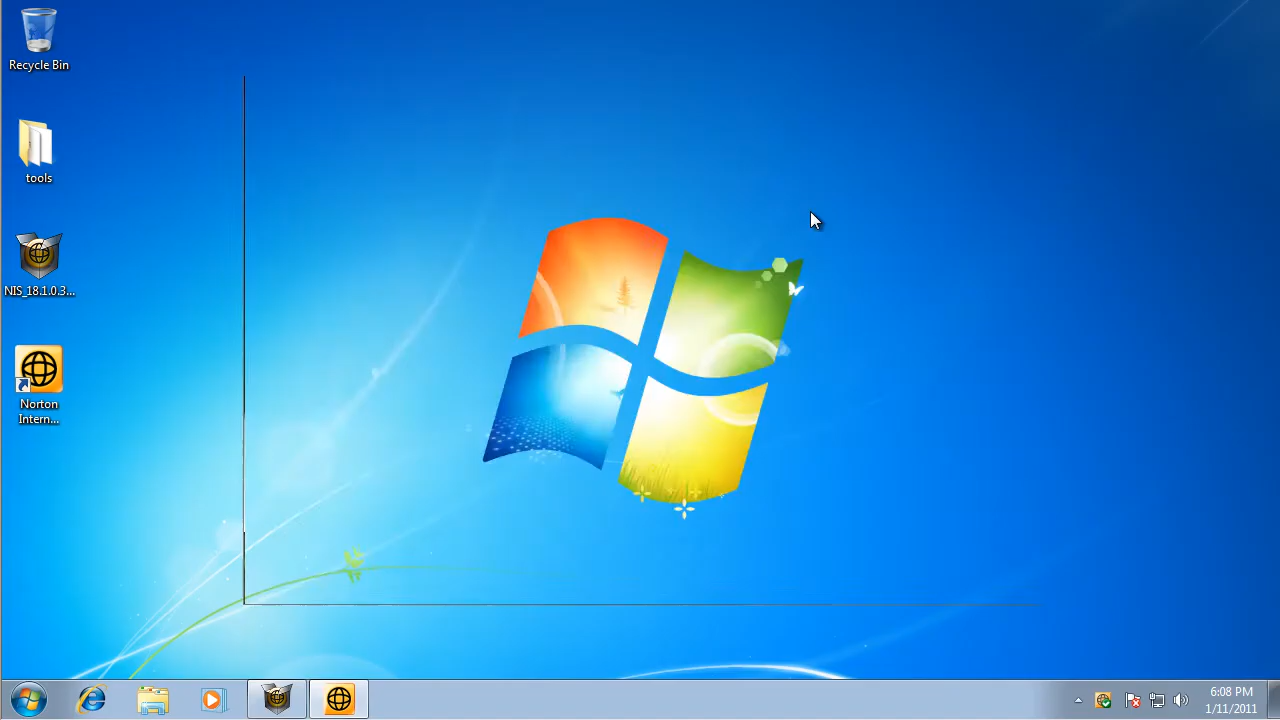 Recycle Bin
tools
NIS_18.1.0.3...
Norton
Intern...
6:08 PM
1/11/2011